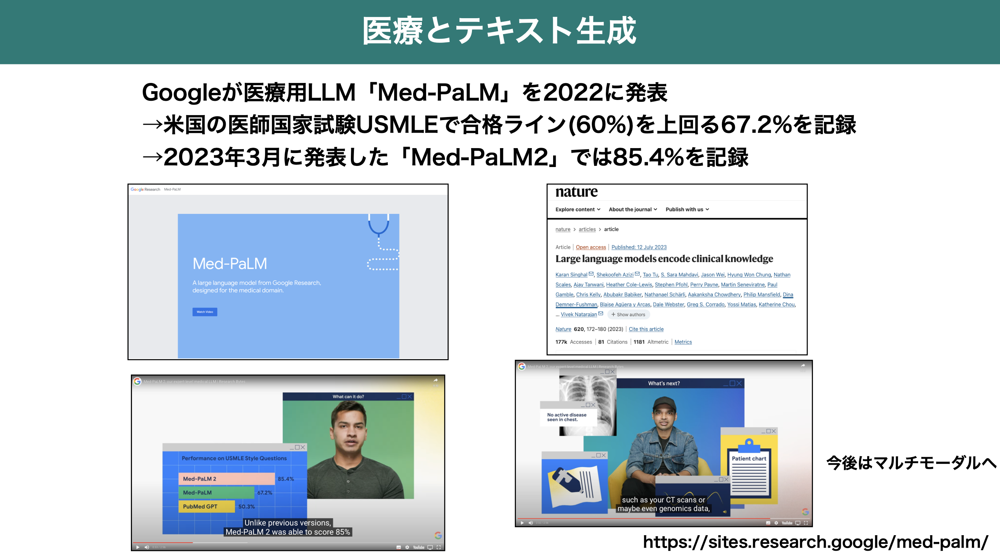 医療とテキスト生成
Googleが医療用LLM「Med-PaLM」を2022に発表
→米国の医師国家試験USMLEで合格ライン(60%)を上回る67.2%を記録
→2023年3月に発表した「Med-PaLM2」では85.4%を記録
Google Research Med-PaLM
Med-PaLM
A large language model from Google Research,
designed for the medical domain.
Watch Video
nature
Explore content About the journal Publish with us
nature > articles > article
Article | Open access | Published: 12 July 2023
Large language models encode clinical knowledge
Karan Singhal, Shekoofeh Azizi, Tao Tu, S. Sara Mahdavi, Jason Wei, Hyung Won Chung, Nathan
Scales, Ajay Tanwani, Heather Cole-Lewis, Stephen Pfohl, Perry Payne, Martin Seneviratne, Paul
Gamble, Chris Kelly, Abubakr Babiker, Nathanael Schärli, Aakanksha Chowdhery, Philip Mansfield, Dina
Demner-Fushman, Blaise Agüera y Arcas, Dale Webster, Greg S. Corrado, Yossi Matias, Katherine Chou,
... Vivek Natarajan + Show authors
Nature 620, 172–180 (2023) | Cite this article
177k Accesses | 81 Citations | 1181 Altmetric | Metrics
Med-PaLM 2, our expert-level medical LLM | Research Bytes
What can it do?
Performance on USMLE Style Questions
Med-PaLM 2 85.4%
Med-PaLM 67.2%
PubMed GPT 50.3%
Unlike previous versions,
Med-PaLM 2 was able to score 85%
0:33 / 2:56
YouTube
Med-PaLM 2, our expert-level medical LLM | Research Bytes
What's next?
No active disease
seen in chest.
Patient chart
such as your CT scans or
maybe even genomics data,
2:32 / 2:56
YouTube
今後はマルチモーダルへ
https://sites.research.google/med-palm/